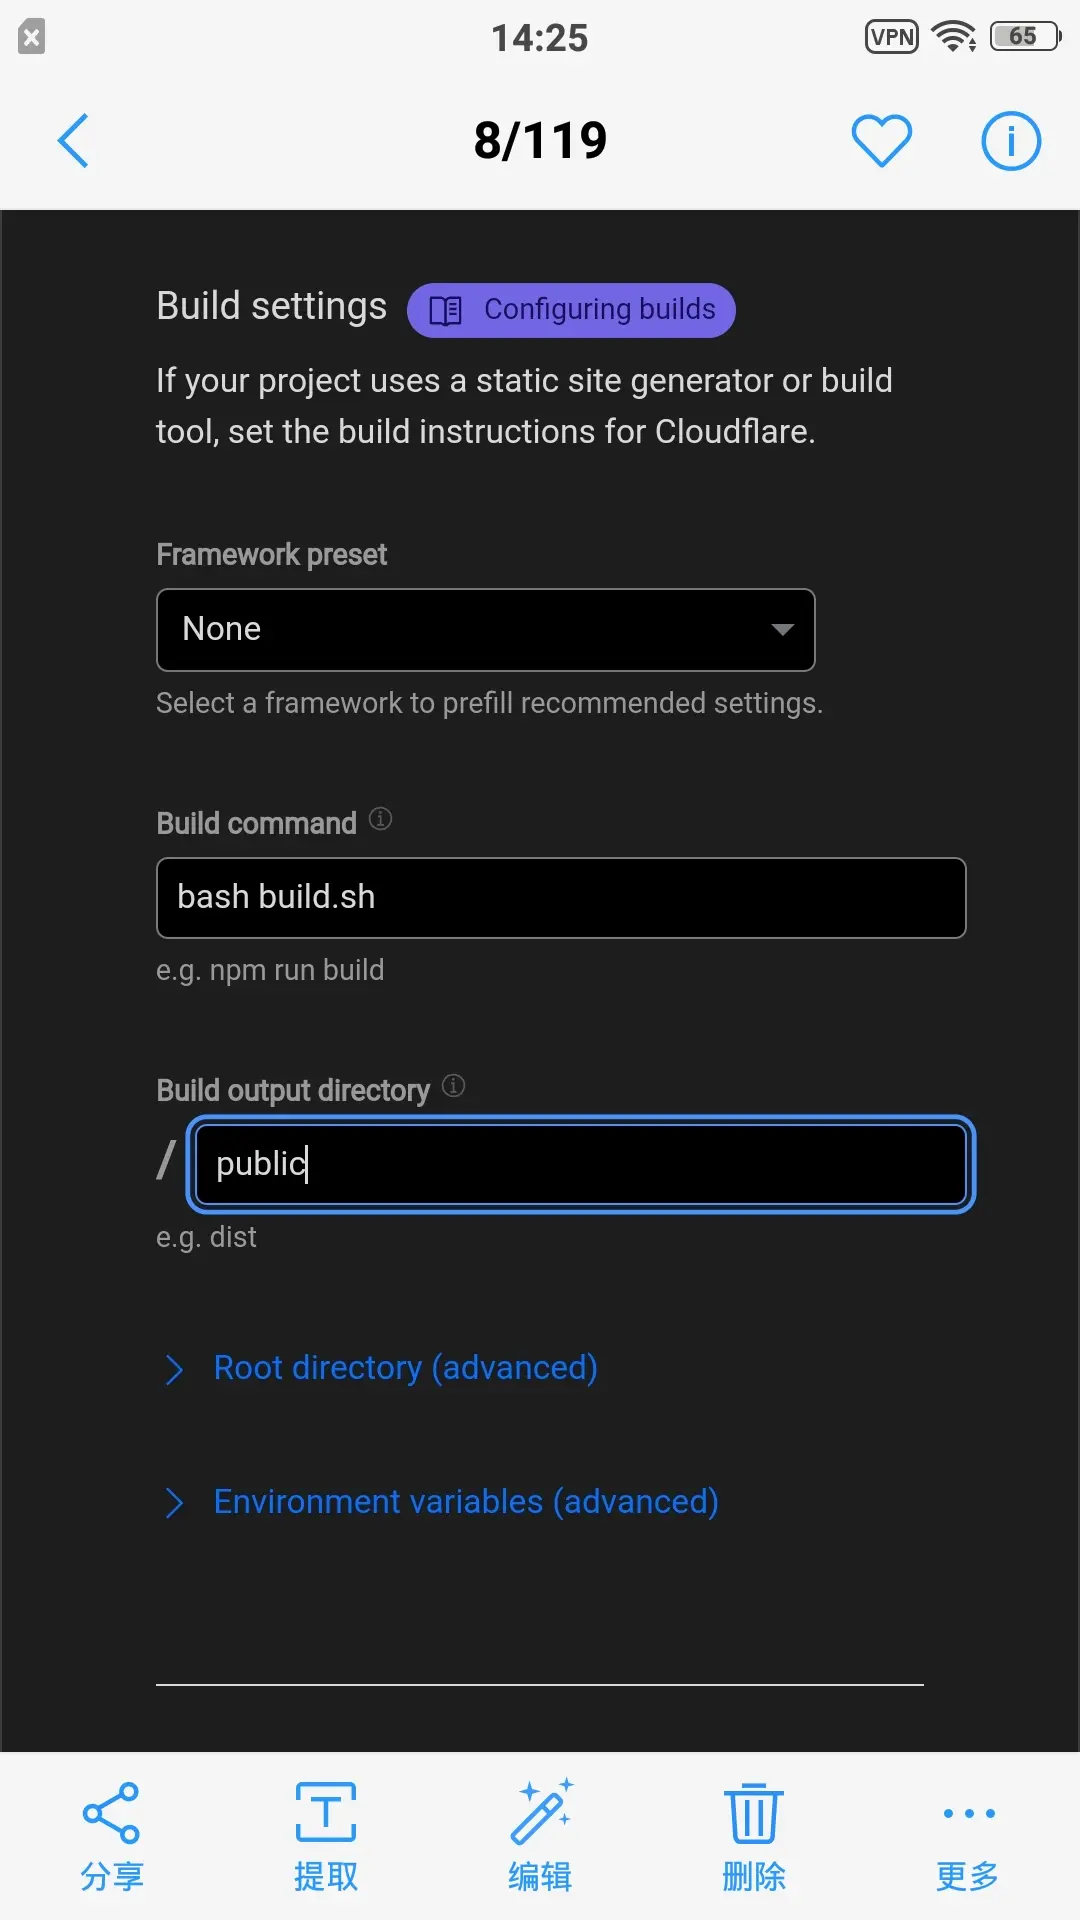 14:25
VPN
65
8/119
Build settings
Configuring builds
If your project uses a static site generator or build
tool, set the build instructions for Cloudflare.
Framework preset
None
Select a framework to prefill recommended settings.
Build command
bash build.sh
e.g. npm run build
Build output directory
/
public
e.g. dist
Root directory (advanced)
Environment variables (advanced)
分享
提取
编辑
删除
更多